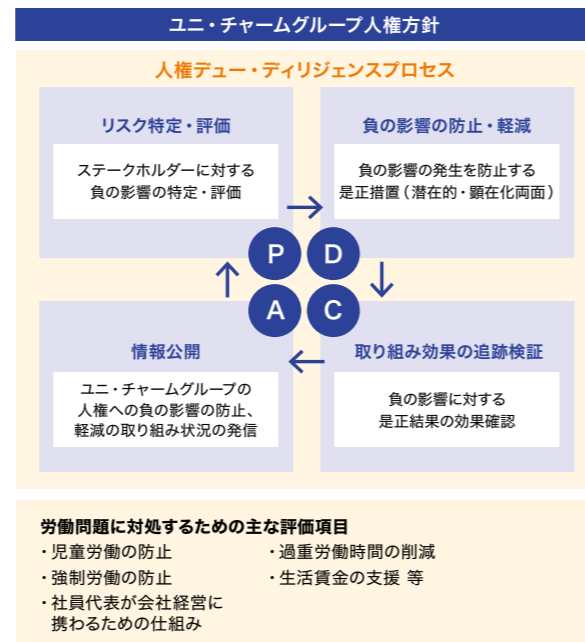 ユニ・チャームグループ人権方針
人権デュー・ディリジェンスプロセス
リスク特定・評価
ステークホルダーに対する
負の影響の特定・評価
負の影響の防止・軽減
負の影響の発生を防止する
是正措置(潜在的・顕在化両面)
P
D
A
C
情報公開
ユニ・チャームグループの
人権への負の影響の防止、
軽減の取り組み状況の発信
取り組み効果の追跡検証
負の影響に対する
是正結果の効果確認
労働問題に対処するための主な評価項目
・児童労働の防止
・強制労働の防止
・社員代表が会社経営に
携わるための仕組み
・過重労働時間の削減
・生活賃金の支援 等